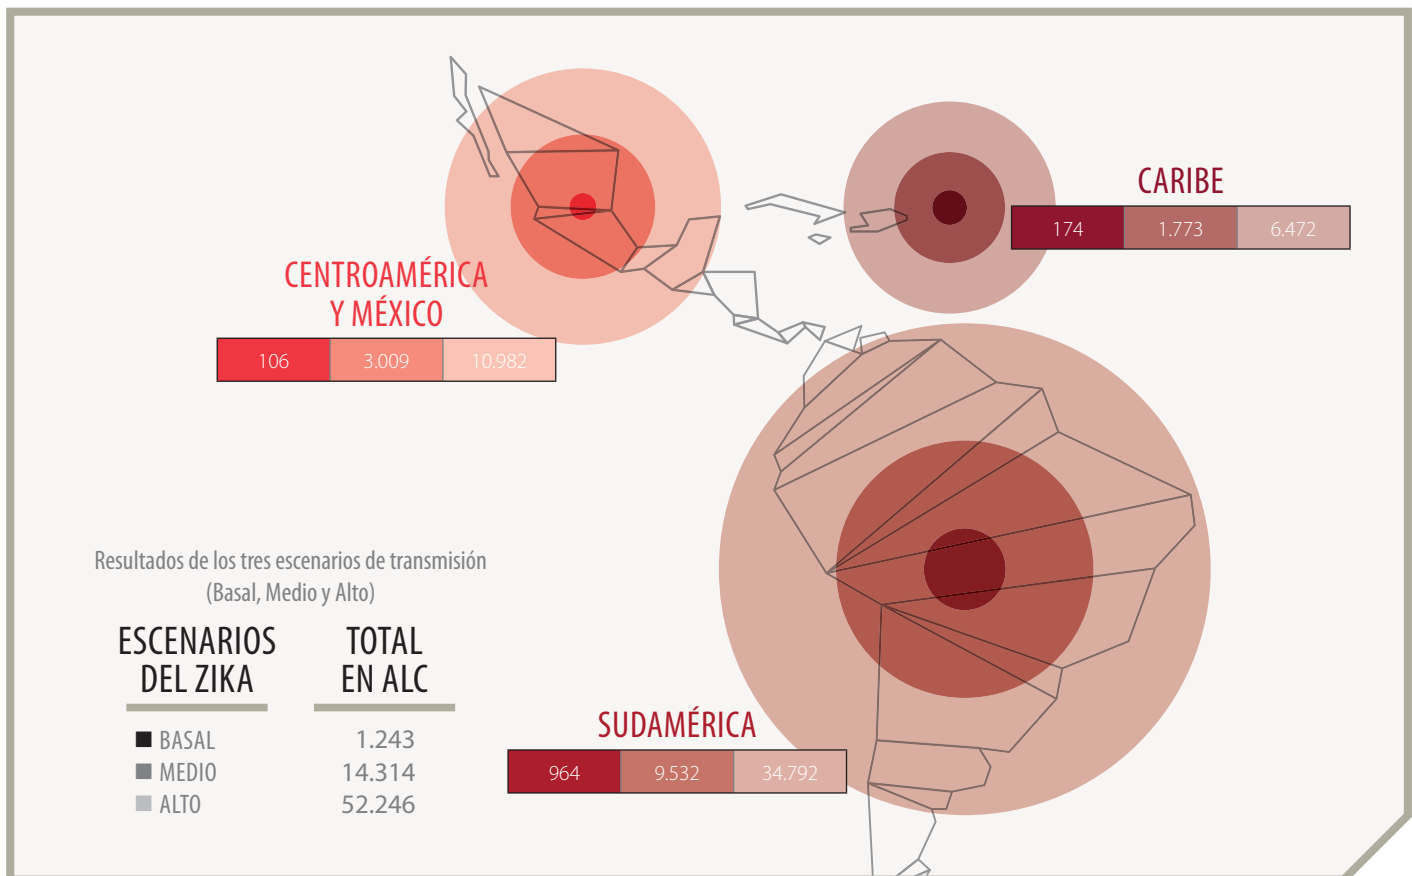 CARIBE
174 1.773 6.472
CENTROAMÉRICA
Y MÉXICO
106 3.009 10.982
Resultados de los tres escenarios de transmisión
(Basal, Medio y Alto)
ESCENARIOS
DEL ZIKA
TOTAL
EN ALC
BASAL 1.243
MEDIO 14.314
ALTO 52.246
SUDAMÉRICA
964 9.532 34.792